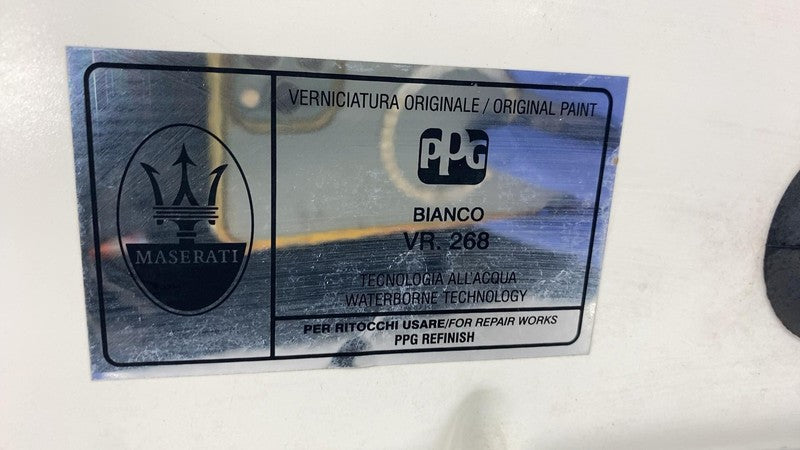 MASERATI
VERNICIATURA ORIGINALE / ORIGINAL PAINT
PPG
BIANCO
VR. 268
TECNOLOGIA ALL'ACQUA
WATERBORNE TECHNOLOGY
PER RITOCCHI USARE/FOR REPAIR WORKS
PPG REFINISH